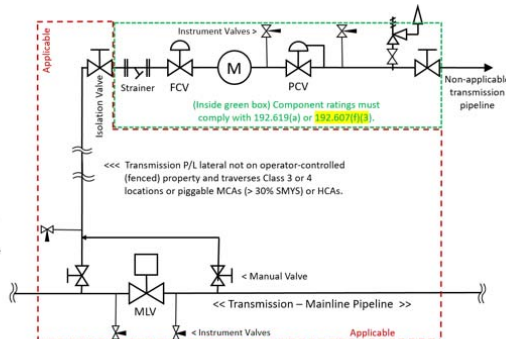 Applicable
Instrument Valves >
Isolation Valve
Strainer
FCV
M
PCV
Non-applicable
transmission
pipeline
(Inside green box) Component ratings must
comply with 192.619(a) or 192.607(f)(3).
<<< Transmission P/L lateral not on operator-controlled
(fenced) property and traverses Class 3 or 4
locations or piggable MCAs (> 30% SMYS) or HCAs.
< Manual Valve
<< Transmission – Mainline Pipeline >>
MLV
< Instrument Valves
Applicable